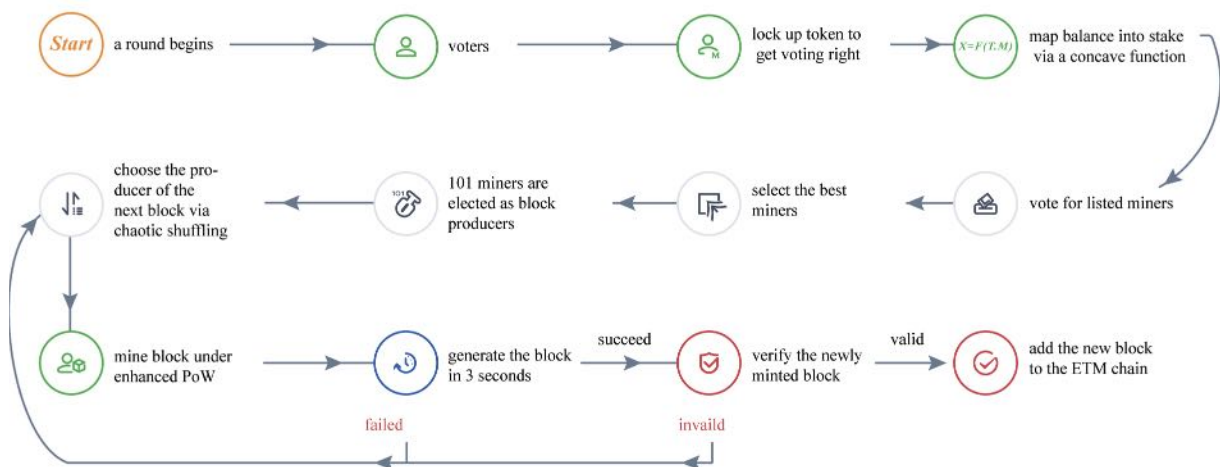 Start
a round begins
voters
lock up token to
get voting right
M
X=F(T.M)
map balance into stake
via a concave function
choose the pro-
ducer of the
next block via
chaotic shuffling
101
101 miners are
elected as block
producers
select the best
miners
vote for listed miners
mine block under
enhanced PoW
generate the block
in 3 seconds
succeed
verify the newly
minted block
valid
add the new block
to the ETM chain
failed
invaild